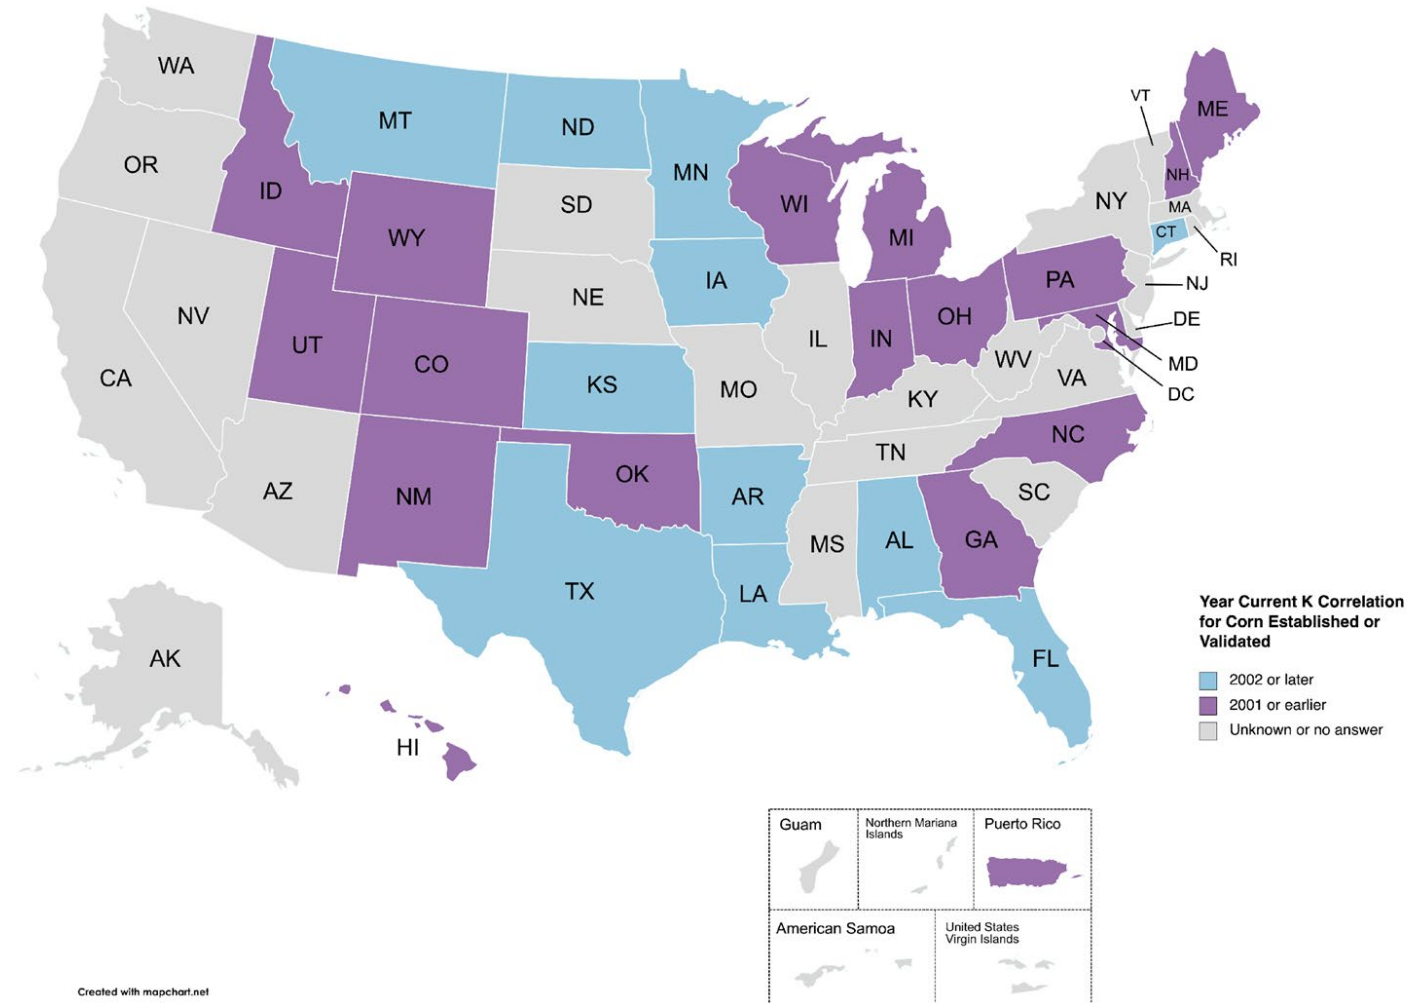 WA
MT
ND
MN
VT
ME
OR
ID
SD
WI
NH
NY
MA
CT
WY
MI
RI
IA
PA
NJ
NE
NV
UT
CO
IL
IN
OH
DE
WV
MD
CA
KS
MO
KY
VA
DC
NC
TN
AZ
NM
OK
AR
SC
MS
AL
GA
TX
LA
AK
FL
HI
Year Current K Correlation
for Corn Established or
Validated
2002 or later
2001 or earlier
Unknown or no answer
Guam
Northern Mariana
Islands
Puerto Rico
American Samoa
United States
Virgin Islands
Created with mapchart.net